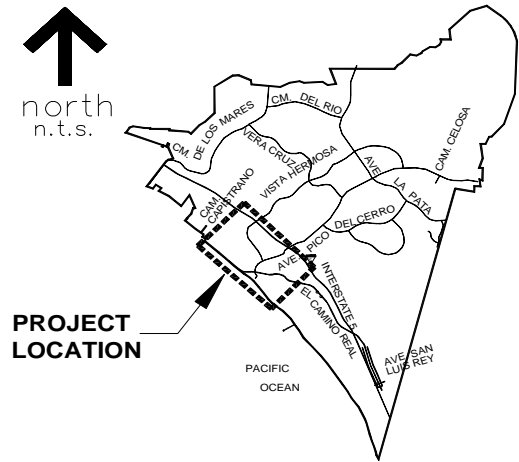 north
n.t.s.
CM. DE LOS MARES
CM. DEL RIO
VERA CRUZ
VISTA HERMOSA
CAM. CELOSA
AVE. LA PATA
CAM.
CAPISTRANO
AVE. PICO
DEL CERRO
INTERSTATE 5
EL CAMINO REAL
AVE. SAN
LUIS REY
PROJECT
LOCATION
PACIFIC
OCEAN